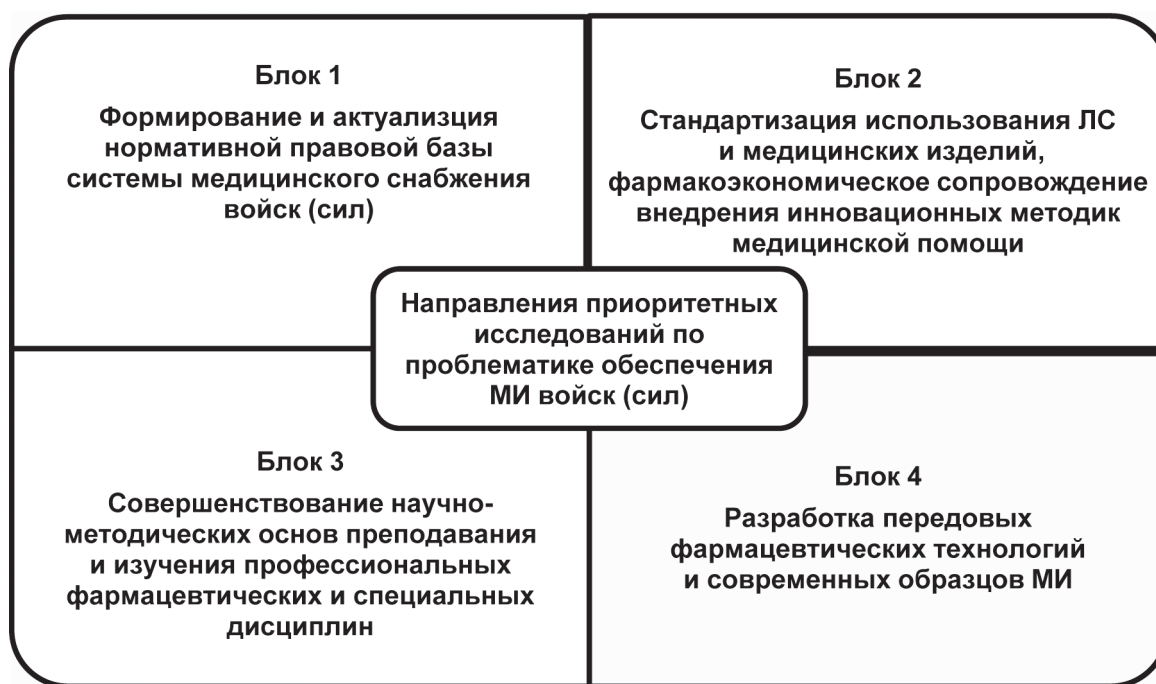 Блок 1
Формирование и актуализция
нормативной правовой базы
системы медицинского снабжения
войск (сил)
Блок 2
Стандартизация использования ЛС
и медицинских изделий,
фармакоэкономическое сопровождение
внедрения инновационных методик
медицинской помощи
Направления приоритетных
исследований по
проблематике обеспечения
МИ войск (сил)
Блок 3
Совершенствование научно-
методических основ преподавания
и изучения профессиональных
фармацевтических и специальных
дисциплин
Блок 4
Разработка передовых
фармацевтических технологий
и современных образцов МИ